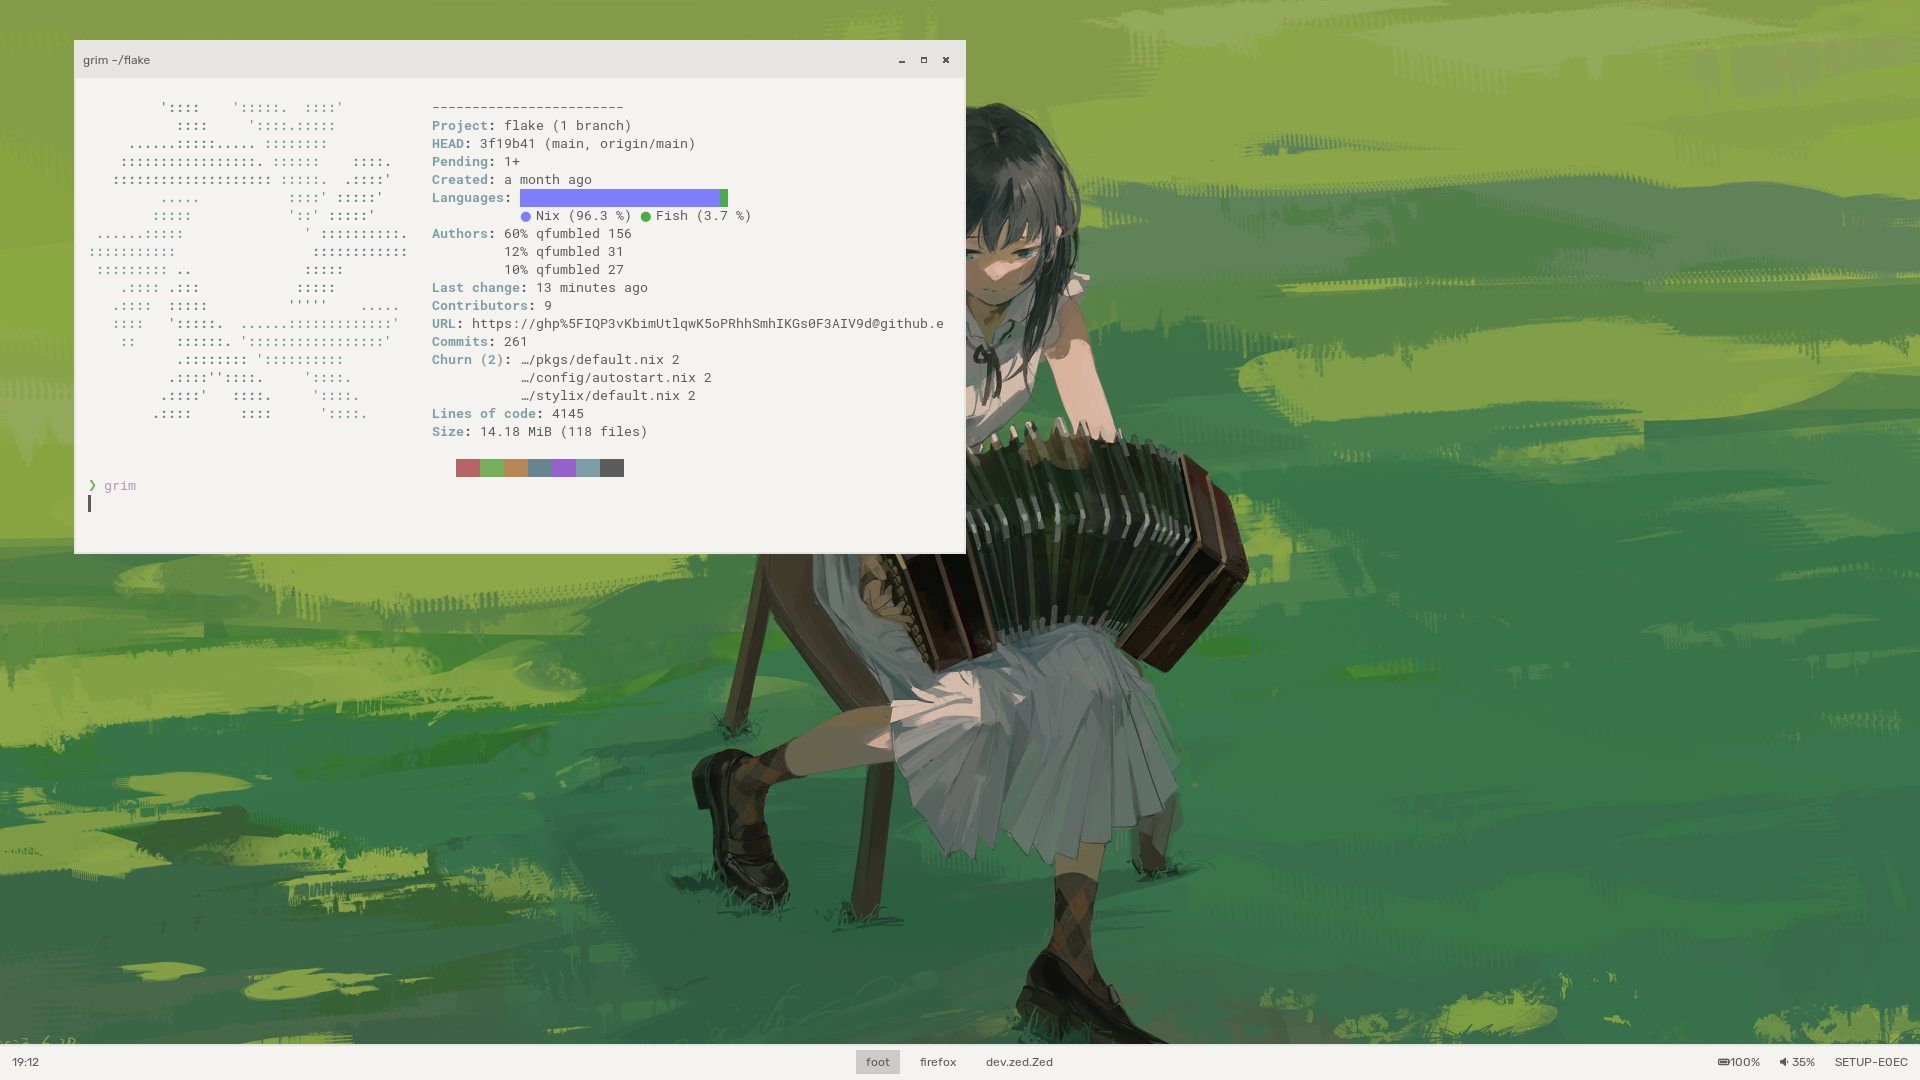 grim ~/flake
------------------------
Project: flake (1 branch)
HEAD: 3f19b41 (main, origin/main)
Pending: 1+
Created: a month ago
Languages:
Nix (96.3 %) Fish (3.7 %)
Authors: 60% qfumbled 156
12% qfumbled 31
10% qfumbled 27
Last change: 13 minutes ago
Contributors: 9
URL:
Commits: 261
Churn (2): …/pkgs/default.nix 2
…/config/autostart.nix 2
…/stylix/default.nix 2
Lines of code: 4145
Size: 14.18 MiB (118 files)
❯ grim
19:12
foot firefox dev.zed.Zed
100% 35% SETUP-E0EC